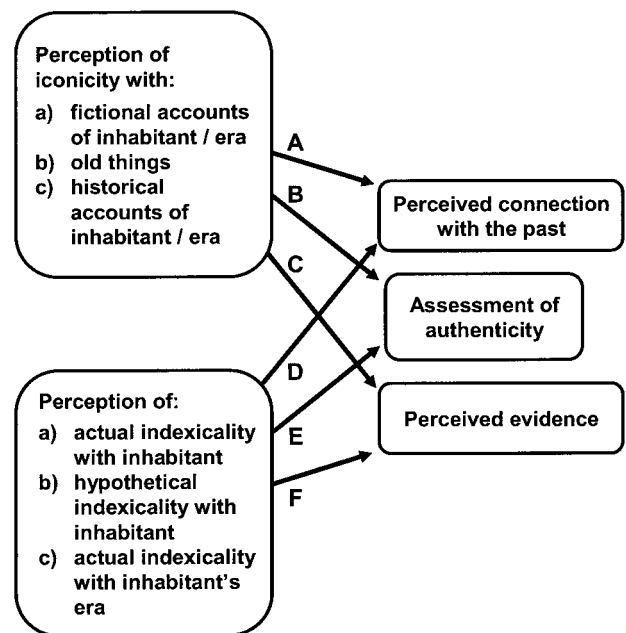 Perception of
iconicity with:
a) fictional accounts
of inhabitant / era
b) old things
c) historical
accounts of
inhabitant / era
A
B
C
Perceived connection
with the past
Assessment of
authenticity
Perceived evidence
D
E
F
Perception of:
a) actual indexicality
with inhabitant
b) hypothetical
indexicality with
inhabitant
c) actual indexicality
with inhabitant's
era